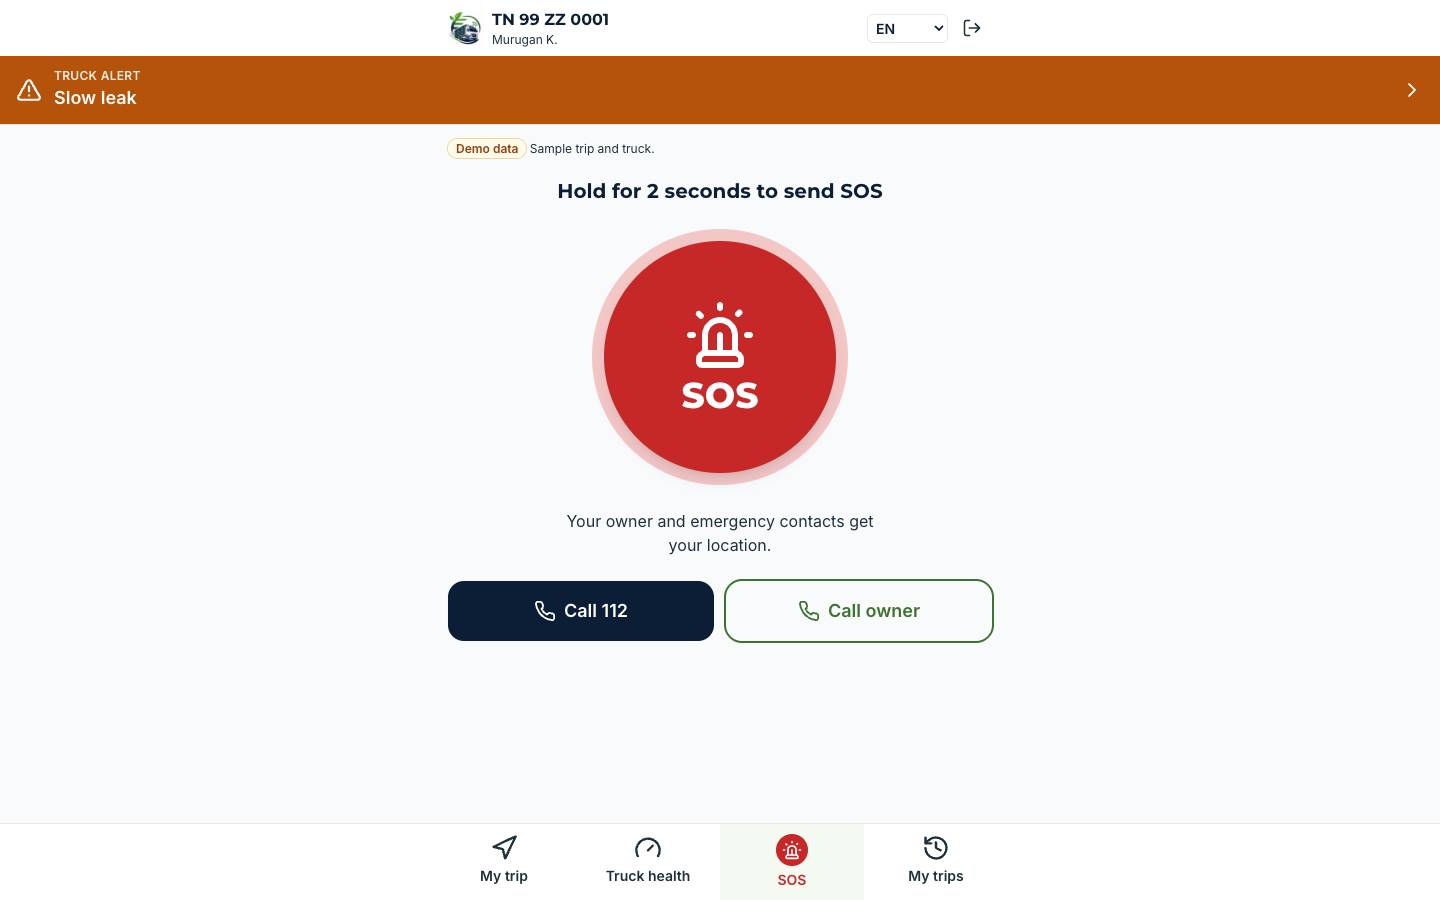 TN 99 ZZ 0001
Murugan K.
EN
TRUCK ALERT
Slow leak
Demo data Sample trip and truck.
Hold for 2 seconds to send SOS
SOS
Your owner and emergency contacts get
your location.
Call 112
Call owner
My trip
Truck health
SOS
My trips